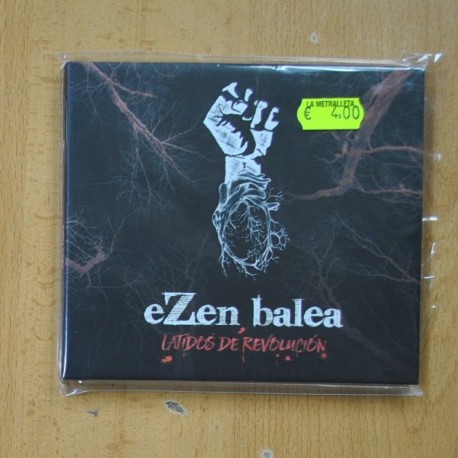 LA METRALLETA
€ 4,00
eZen balea
LATIDOS DE REVOLUCIÓN